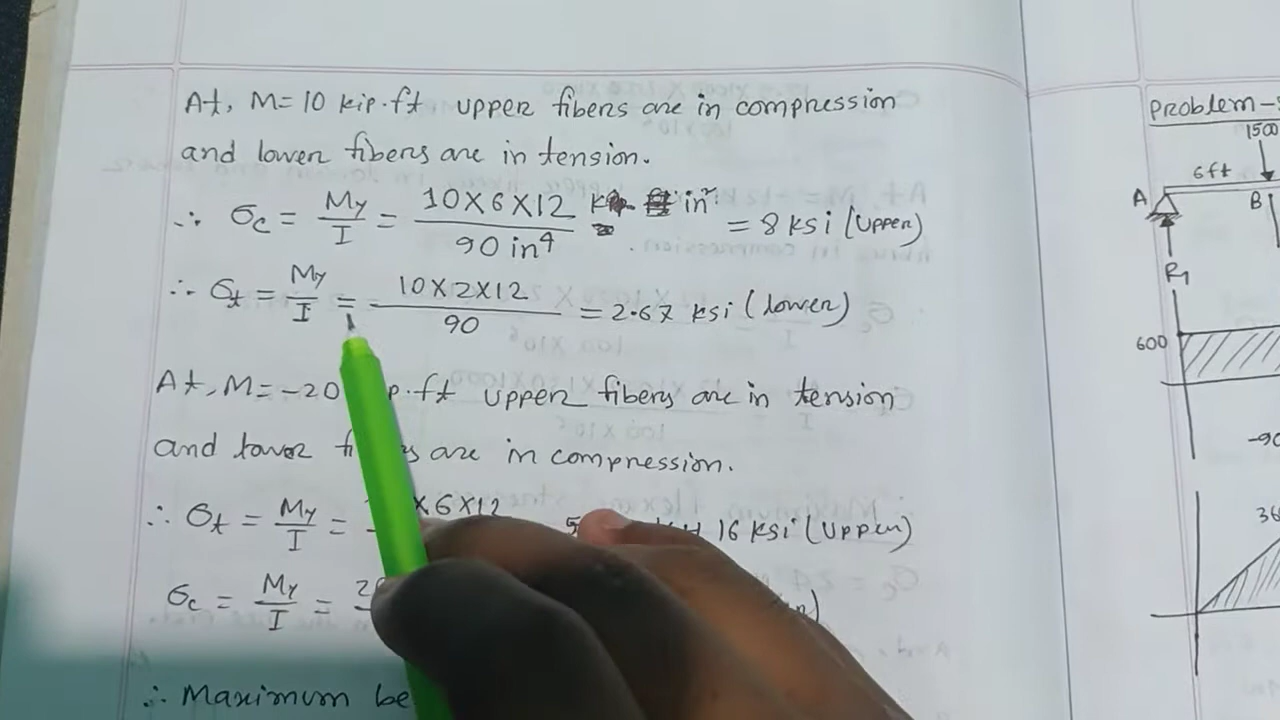 At, M=10 kip.ft upper fibers are in compression
and lower fibers are in tension.
∴ σc = My/I = 10×6×12 / 90 in⁴ in² = 8 ksi (Upper)
∴ σt = My/I = 10×2×12 / 90 = 2.67 ksi (lower)
At, M=-20 p.ft upper fibers are in tension
and lower are in compression.
∴ σt = My/I = ×6×12 16 ksi (Upper)
σc = My/I =
∴ Maximum be
Problem-
1500
6ft
A
B
R1
600
-90
36